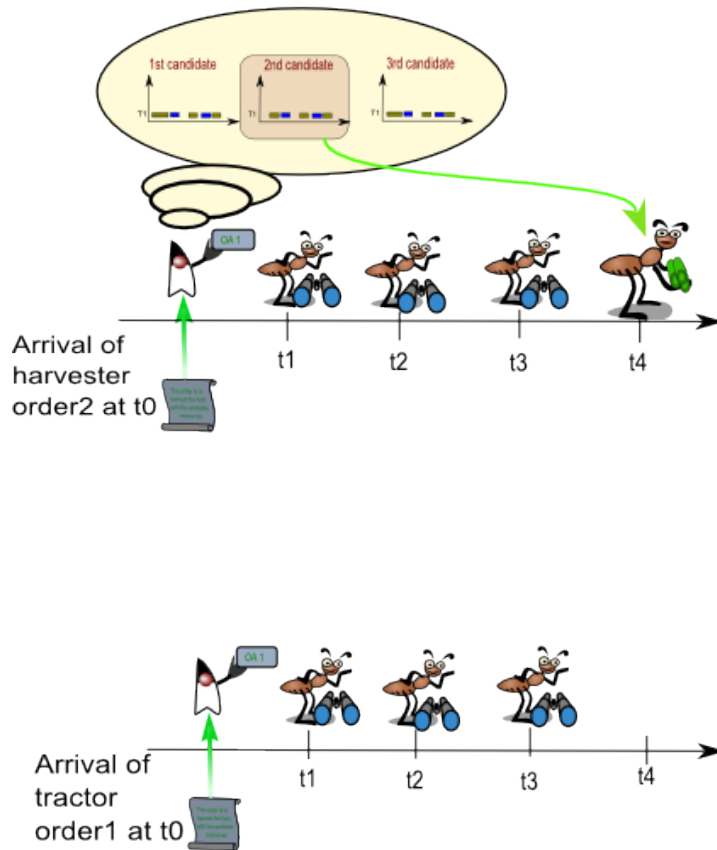 1st candidate
2nd candidate
3rd candidate
T1
T1
T1
OA 1
t1
t2
t3
t4
Arrival of
harvester
order2 at t0
OA 1
t1
t2
t3
t4
Arrival of
tractor
order1 at t0